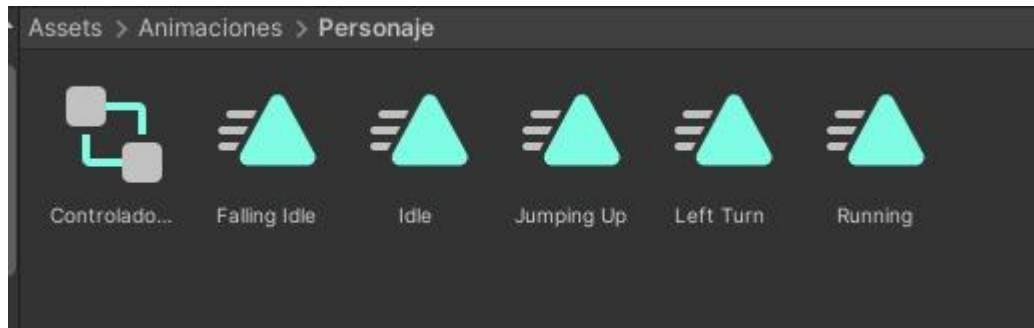 Assets > Animaciones > Personaje
Controlado... Falling Idle Idle Jumping Up Left Turn Running